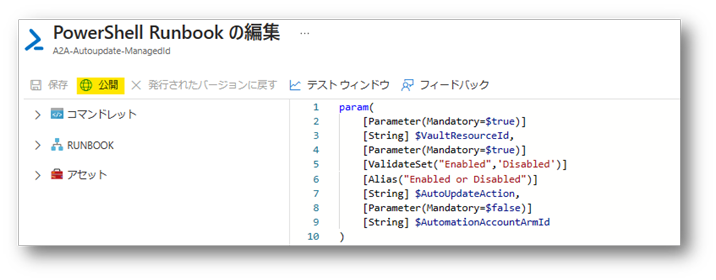 PowerShell Runbook の編集 ...
A2A-Autoupdate-ManagedId
保存 公開 発行されたバージョンに戻す テスト ウィンドウ フィードバック
コマンドレット
RUNBOOK
アセット
1 param(
2 [Parameter(Mandatory=$true)]
3 [String] $VaultResourceId,
4 [Parameter(Mandatory=$true)]
5 [ValidateSet("Enabled",'Disabled')]
6 [Alias("Enabled or Disabled")]
7 [String] $AutoUpdateAction,
8 [Parameter(Mandatory=$false)]
9 [String] $AutomationAccountArmId
10 )